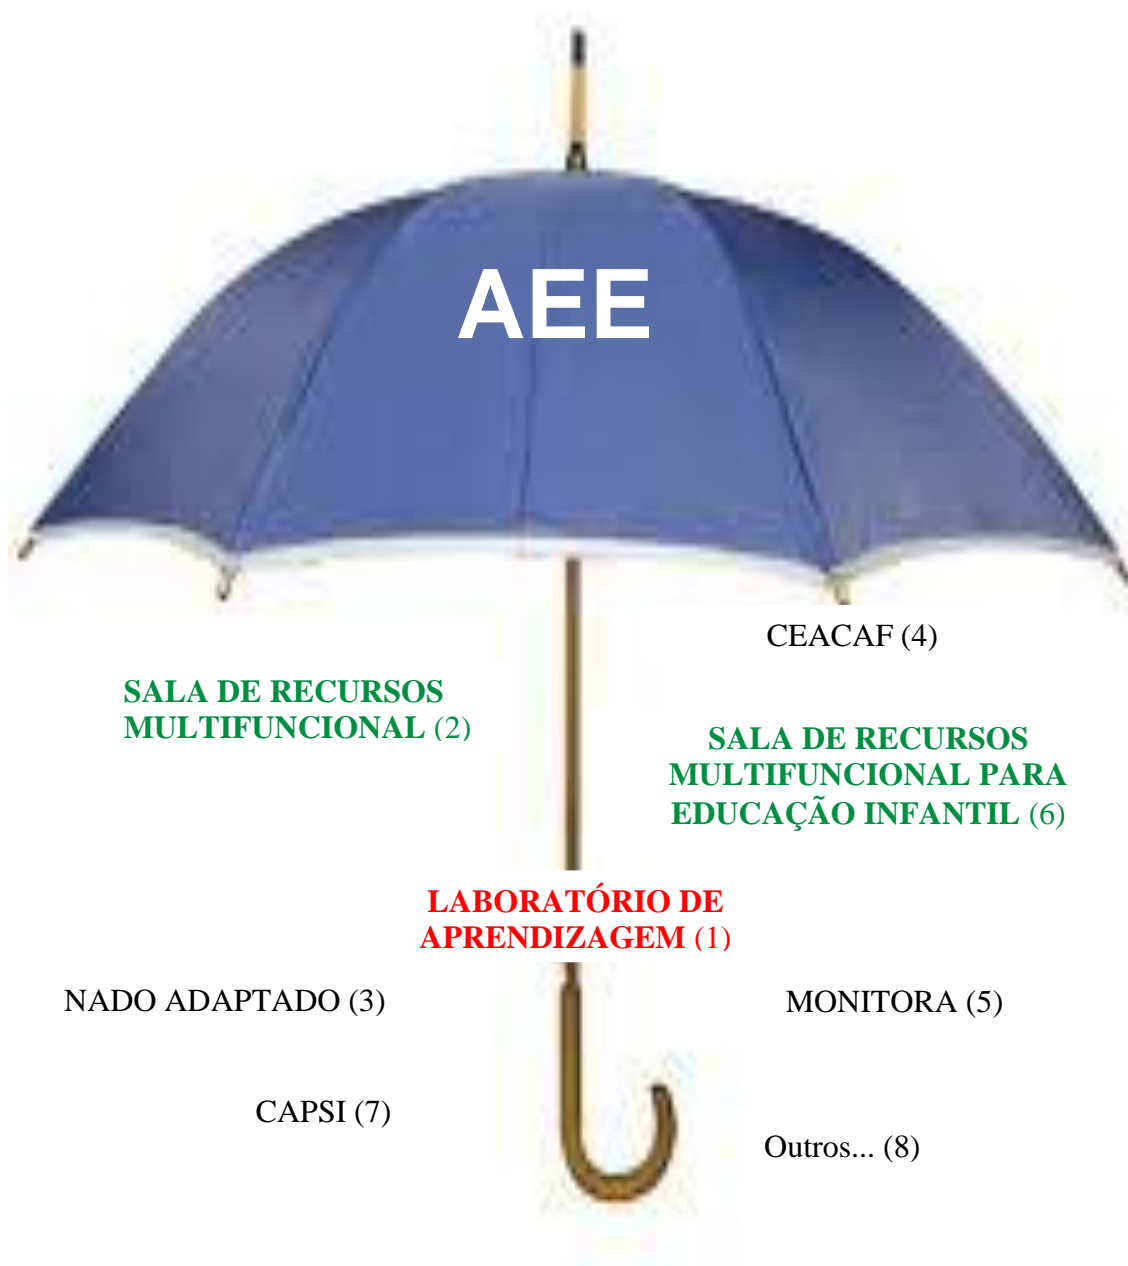 AEE
CEACAF (4)
SALA DE RECURSOS
MULTIFUNCIONAL (2)
SALA DE RECURSOS
MULTIFUNCIONAL PARA
EDUCAÇÃO INFANTIL (6)
LABORATÓRIO DE
APRENDIZAGEM (1)
NADO ADAPTADO (3)
MONITORA (5)
CAPSI (7)
Outros... (8)